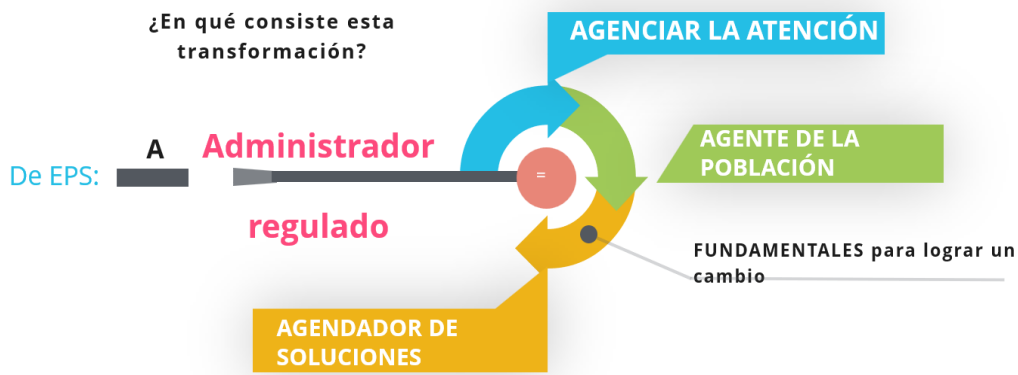 ¿En qué consiste esta
transformación?
AGENCIAR LA ATENCIÓN
De EPS:
A
Administrador
regulado
=
AGENTE DE LA
POBLACIÓN
FUNDAMENTALES para lograr un
cambio
AGENDADOR DE
SOLUCIONES